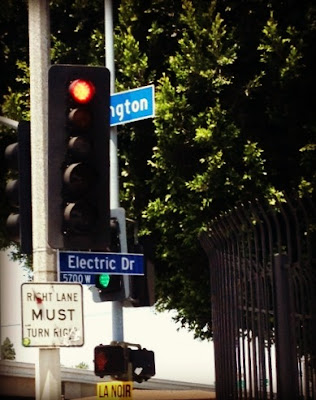 ngton
Electric Dr
5700 W
RIGHT LANE
MUST
TURN RIGHT
LA NOIR